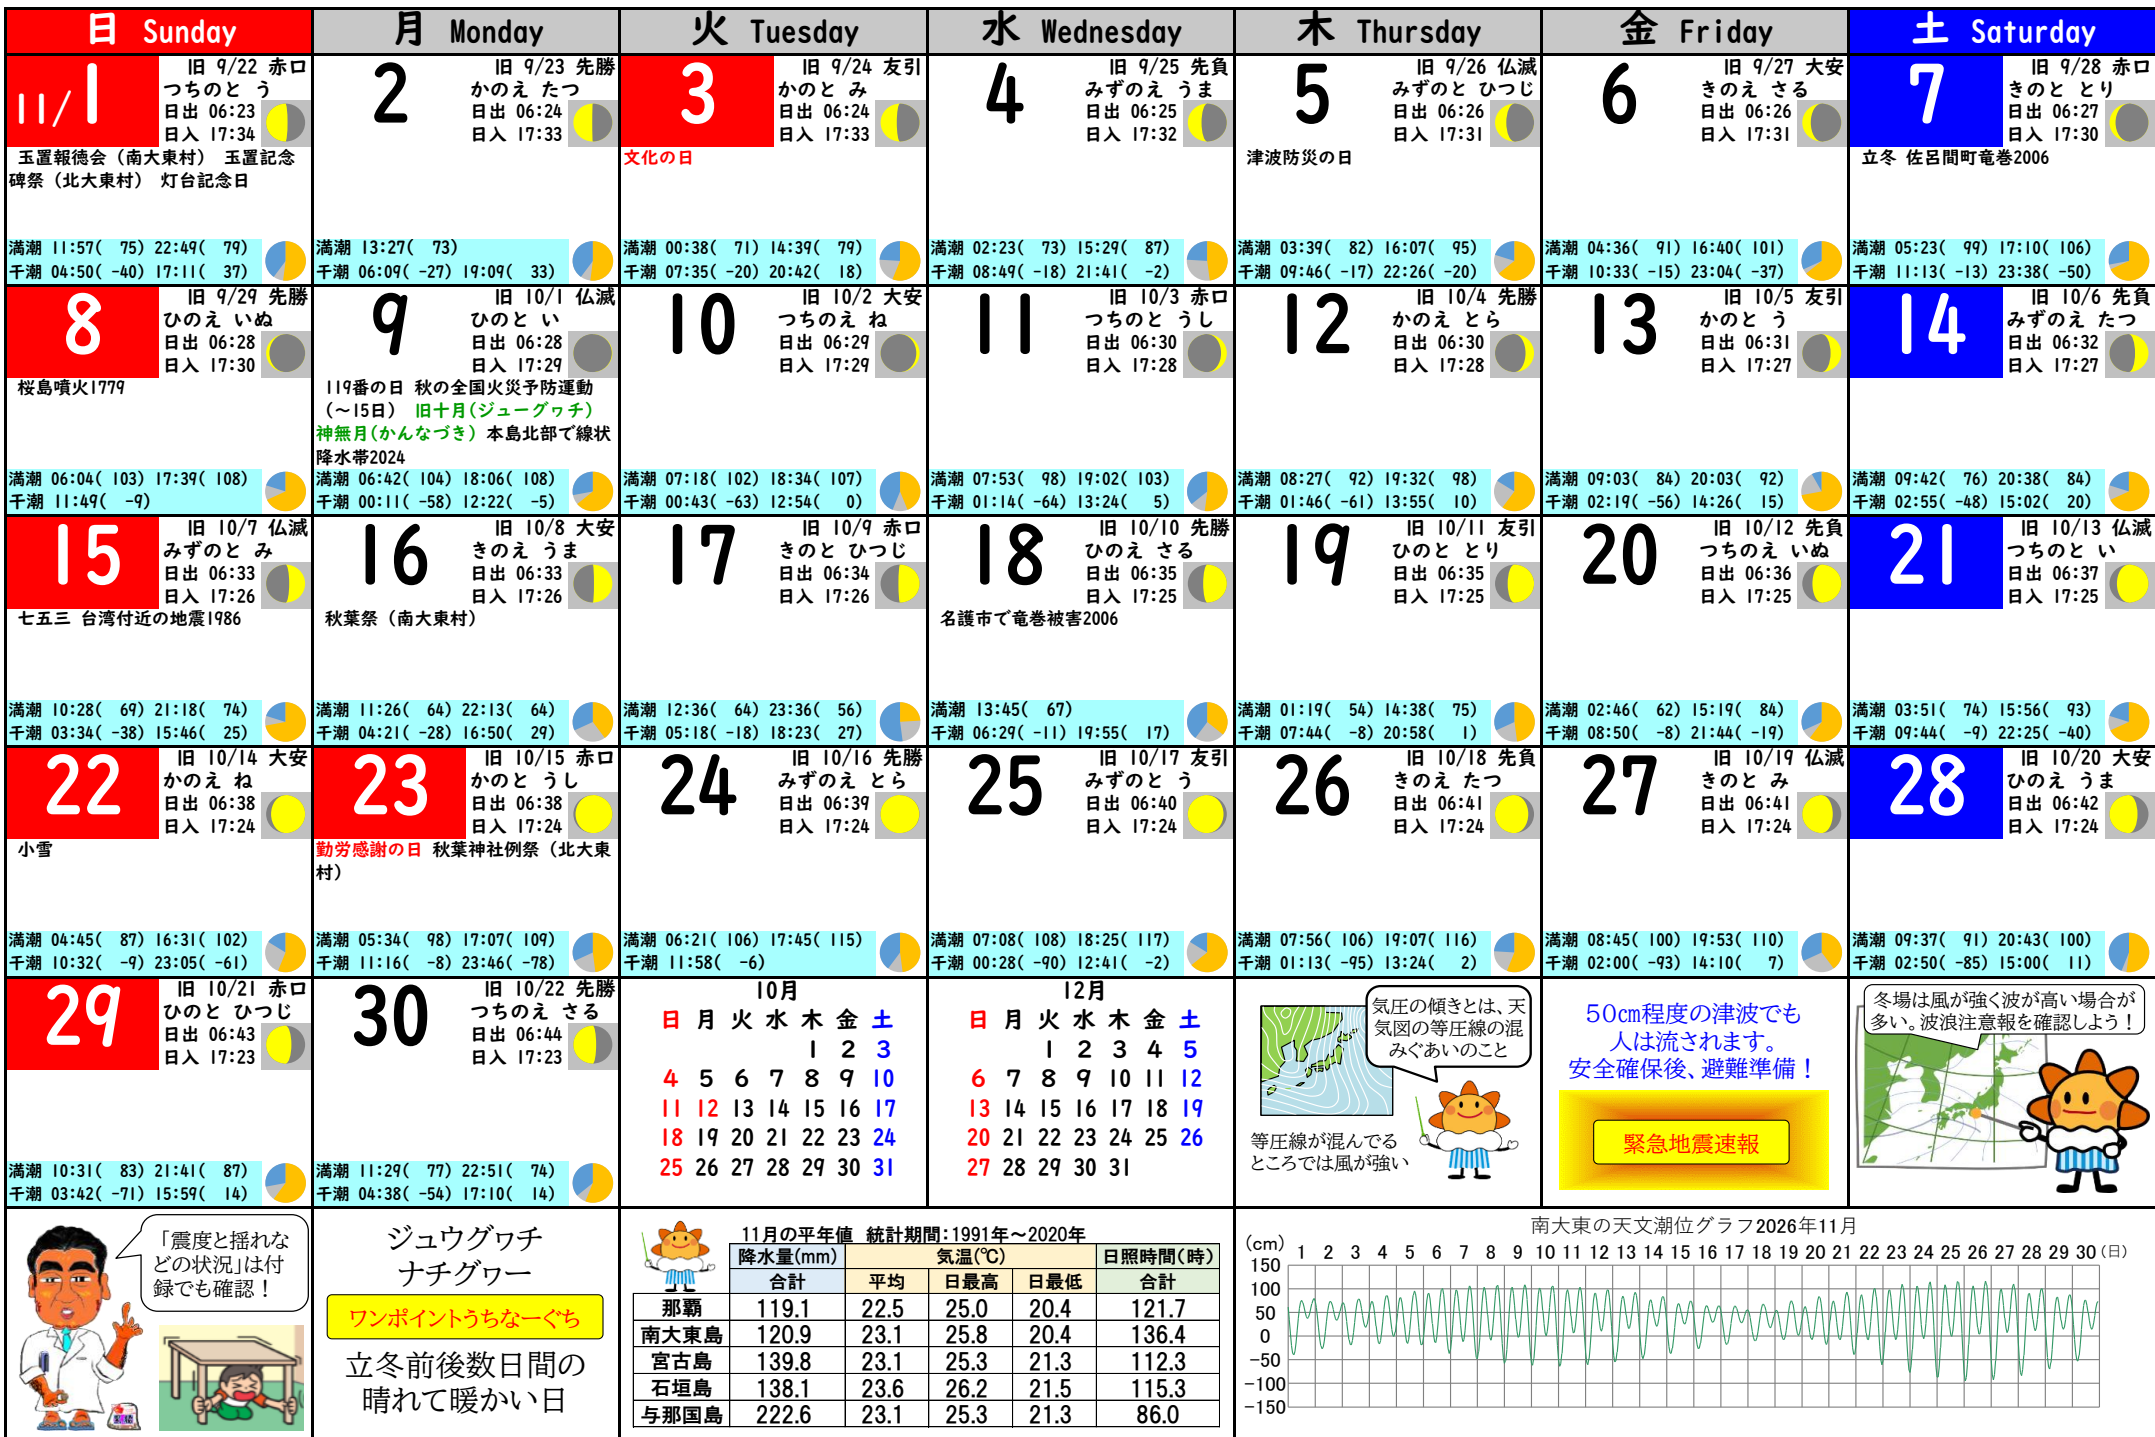 日 Sunday
月 Monday
火 Tuesday
水 Wednesday
木 Thursday
金 Friday
土 Saturday
11/1
旧 9/22 赤口
つちのと う
日出 06:23
日入 17:34
玉置報徳会（南大東村） 玉置記念
碑祭（北大東村） 灯台記念日
満潮 11:57( 75) 22:49( 79)
干潮 04:50( -40) 17:11( 37)
2
旧 9/23 先勝
かのえ たつ
日出 06:24
日入 17:33
満潮 13:27( 73)
干潮 06:09( -27) 19:09( 33)
3
旧 9/24 友引
かのと み
日出 06:24
日入 17:33
文化の日
満潮 00:38( 71) 14:39( 79)
干潮 07:35( -20) 20:42( 18)
4
旧 9/25 先負
みずのえ うま
日出 06:25
日入 17:32
満潮 02:23( 73) 15:29( 87)
干潮 08:49( -18) 21:41( -2)
5
旧 9/26 仏滅
みずのと ひつじ
日出 06:26
日入 17:31
津波防災の日
満潮 03:39( 82) 16:07( 95)
干潮 09:46( -17) 22:26( -20)
6
旧 9/27 大安
きのえ さる
日出 06:26
日入 17:31
満潮 04:36( 91) 16:40( 101)
干潮 10:33( -15) 23:04( -37)
7
旧 9/28 赤口
きのと とり
日出 06:27
日入 17:30
立冬 佐呂間町竜巻2006
満潮 05:23( 99) 17:10( 106)
干潮 11:13( -13) 23:38( -50)
8
旧 9/29 先勝
ひのえ いぬ
日出 06:28
日入 17:30
桜島噴火1779
満潮 06:04( 103) 17:39( 108)
干潮 11:49( -9)
9
旧 10/1 仏滅
ひのと い
日出 06:28
日入 17:29
119番の日 秋の全国火災予防運動
（～15日） 旧十月(ジューグヮチ)
神無月(かんなづき) 本島北部で線状
降水帯2024
満潮 06:42( 104) 18:06( 108)
干潮 00:11( -58) 12:22( -5)
10
旧 10/2 大安
つちのえ ね
日出 06:29
日入 17:29
満潮 07:18( 102) 18:34( 107)
干潮 00:43( -63) 12:54( 0)
11
旧 10/3 赤口
つちのと うし
日出 06:30
日入 17:28
満潮 07:53( 98) 19:02( 103)
干潮 01:14( -64) 13:24( 5)
12
旧 10/4 先勝
かのえ とら
日出 06:30
日入 17:28
満潮 08:27( 92) 19:32( 98)
干潮 01:46( -61) 13:55( 10)
13
旧 10/5 友引
かのと う
日出 06:31
日入 17:27
満潮 09:03( 84) 20:03( 92)
干潮 02:19( -56) 14:26( 15)
14
旧 10/6 先負
みずのえ たつ
日出 06:32
日入 17:27
満潮 09:42( 76) 20:38( 84)
干潮 02:55( -48) 15:02( 20)
15
旧 10/7 仏滅
みずのと み
日出 06:33
日入 17:26
七五三 台湾付近の地震1986
満潮 10:28( 69) 21:18( 74)
干潮 03:34( -38) 15:46( 25)
16
旧 10/8 大安
きのえ うま
日出 06:33
日入 17:26
秋葉祭（南大東村）
満潮 11:26( 64) 22:13( 64)
干潮 04:21( -28) 16:50( 29)
17
旧 10/9 赤口
きのと ひつじ
日出 06:34
日入 17:26
満潮 12:36( 64) 23:36( 56)
干潮 05:18( -18) 18:23( 27)
18
旧 10/10 先勝
ひのえ さる
日出 06:35
日入 17:25
名護市で竜巻被害2006
満潮 13:45( 67)
干潮 06:29( -11) 19:55( 17)
19
旧 10/11 友引
ひのと とり
日出 06:35
日入 17:25
満潮 01:19( 54) 14:38( 75)
干潮 07:44( -8) 20:58( 1)
20
旧 10/12 先負
つちのえ いぬ
日出 06:36
日入 17:25
満潮 02:46( 62) 15:19( 84)
干潮 08:50( -8) 21:44( -19)
21
旧 10/13 仏滅
つちのと い
日出 06:37
日入 17:25
満潮 03:51( 74) 15:56( 93)
干潮 09:44( -9) 22:25( -40)
22
旧 10/14 大安
かのえ ね
日出 06:38
日入 17:24
小雪
満潮 04:45( 87) 16:31( 102)
干潮 10:32( -9) 23:05( -61)
23
旧 10/15 赤口
かのと うし
日出 06:38
日入 17:24
勤労感謝の日 秋葉神社例祭（北大東
村）
満潮 05:34( 98) 17:07( 109)
干潮 11:16( -8) 23:46( -78)
24
旧 10/16 先勝
みずのえ とら
日出 06:39
日入 17:24
満潮 06:21( 106) 17:45( 115)
干潮 11:58( -6)
25
旧 10/17 友引
みずのと う
日出 06:40
日入 17:24
満潮 07:08( 108) 18:25( 117)
干潮 00:28( -90) 12:41( -2)
26
旧 10/18 先負
きのえ たつ
日出 06:41
日入 17:24
満潮 07:56( 106) 19:07( 116)
干潮 01:13( -95) 13:24( 2)
27
旧 10/19 仏滅
きのと み
日出 06:41
日入 17:24
満潮 08:45( 100) 19:53( 110)
干潮 02:00( -93) 14:10( 7)
28
旧 10/20 大安
ひのえ うま
日出 06:42
日入 17:24
満潮 09:37( 91) 20:43( 100)
干潮 02:50( -85) 15:00( 11)
29
旧 10/21 赤口
ひのと ひつじ
日出 06:43
日入 17:23
満潮 10:31( 83) 21:41( 87)
干潮 03:42( -71) 15:59( 14)
30
旧 10/22 先勝
つちのえ さる
日出 06:44
日入 17:23
満潮 11:29( 77) 22:51( 74)
干潮 04:38( -54) 17:10( 14)
10月
日 月 火 水 木 金 土
1 2 3
4 5 6 7 8 9 10
11 12 13 14 15 16 17
18 19 20 21 22 23 24
25 26 27 28 29 30 31
12月
日 月 火 水 木 金 土
1 2 3 4 5
6 7 8 9 10 11 12
13 14 15 16 17 18 19
20 21 22 23 24 25 26
27 28 29 30 31
気圧の傾きとは、天
気図の等圧線の混
みぐあいのこと
等圧線が混んでる
ところでは風が強い
50㎝程度の津波でも
人は流されます。
安全確保後、避難準備！
緊急地震速報
冬場は風が強く波が高い場合が
多い。波浪注意報を確認しよう！
「震度と揺れな
どの状況」は付
録でも確認！
ジュウグヮチ
ナチグヮー
ワンポイントうちなーぐち
立冬前後数日間の
晴れて暖かい日
11月の平年値 統計期間：1991年～2020年
降水量(mm) 気温(℃) 日照時間(時)
合計 平均 日最高 日最低 合計
那覇 119.1 22.5 25.0 20.4 121.7
南大東島 120.9 23.1 25.8 20.4 136.4
宮古島 139.8 23.1 25.3 21.3 112.3
石垣島 138.1 23.6 26.2 21.5 115.3
与那国島 222.6 23.1 25.3 21.3 86.0
南大東の天文潮位グラフ2026年11月
(cm) 1 2 3 4 5 6 7 8 9 10 11 12 13 14 15 16 17 18 19 20 21 22 23 24 25 26 27 28 29 30 (日)
150
100
50
0
-50
-100
-150